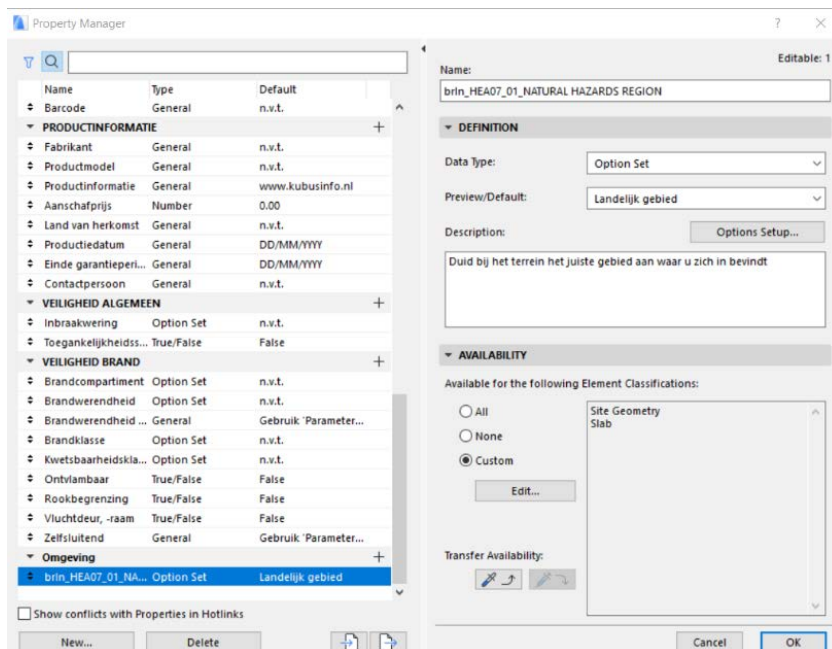 Property Manager
?
Name Type Default
Barcode General n.v.t.
PRODUCTINFORMATIE +
Fabrikant General n.v.t.
Productmodel General n.v.t.
Productinformatie General www.kubusinfo.nl
Aanschafprijs Number 0.00
Land van herkomst General n.v.t.
Productiedatum General DD/MM/YYYY
Einde garantieperi... General DD/MM/YYYY
Contactpersoon General n.v.t.
VEILIGHEID ALGEMEEN +
Inbraakwering Option Set n.v.t.
Toegankelijkheidss... True/False False
VEILIGHEID BRAND +
Brandcompartiment Option Set n.v.t.
Brandwerendheid Option Set n.v.t.
Brandwerendheid ... General Gebruik 'Parameter...
Brandklasse Option Set n.v.t.
Kwetsbaarheidskla... Option Set n.v.t.
Ontvlambaar True/False False
Rookbegrenzing True/False False
Vluchtdeur, -raam True/False False
Zelfsluitend General Gebruik 'Parameter...
Omgeving +
brln_HEA07_01_NA... Option Set Landelijk gebied
Show conflicts with Properties in Hotlinks
New... Delete
Editable: 1
Name:
brln_HEA07_01_NATURAL HAZARDS REGION
DEFINITION
Data Type: Option Set
Preview/Default: Landelijk gebied
Description: Options Setup...
Duid bij het terrein het juiste gebied aan waar u zich in bevindt
AVAILABILITY
Available for the following Element Classifications:
All
None
Custom
Edit...
Site Geometry
Slab
Transfer Availability:
Cancel OK